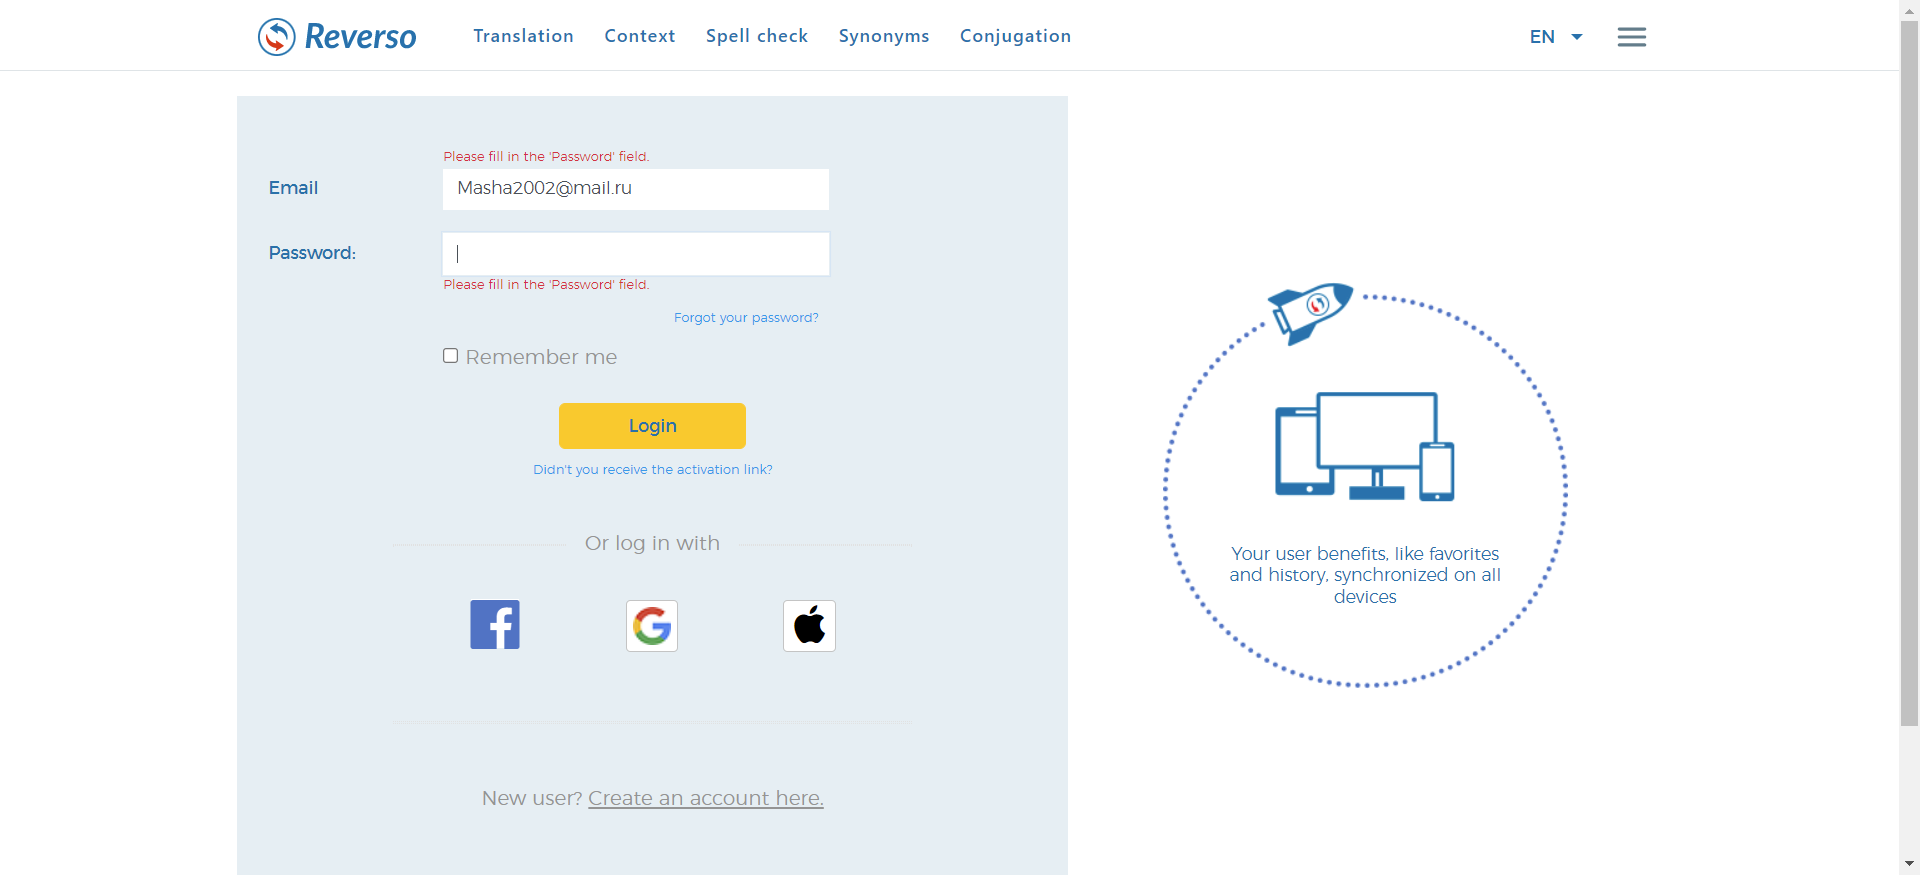 Reverso Translation Context Spell check Synonyms Conjugation EN
Please fill in the 'Password' field.
Email Masha2002@mail.ru
Password:
Please fill in the 'Password' field.
Forgot your password?
Remember me
Login
Didn't you receive the activation link?
Or log in with
New user? Create an account here.
Your user benefits, like favorites
and history, synchronized on all
devices